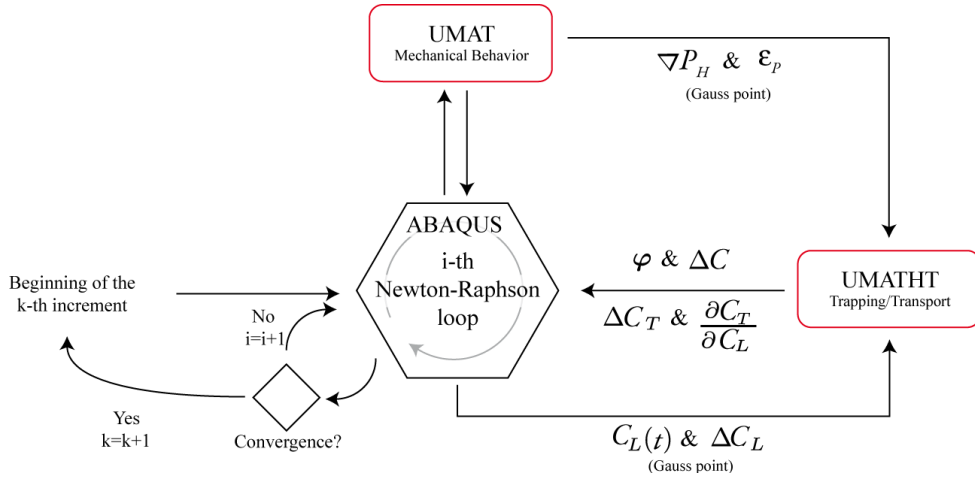 UMAT
Mechanical Behavior
∇P_H & ε_P
(Gauss point)
ABAQUS
i-th
Newton-Raphson
loop
Beginning of the
k-th increment
No
i=i+1
Yes
k=k+1
Convergence?
φ & ΔC
ΔC_T & ∂C_T/∂C_L
UMATHT
Trapping/Transport
C_L(t) & ΔC_L
(Gauss point)